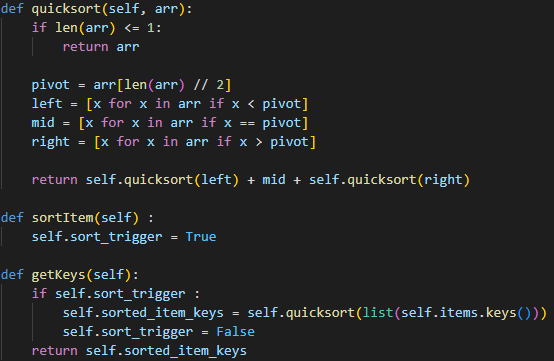 def quicksort(self, arr):
    if len(arr) <= 1:
        return arr

    pivot = arr[len(arr) // 2]
    left = [x for x in arr if x < pivot]
    mid = [x for x in arr if x == pivot]
    right = [x for x in arr if x > pivot]

    return self.quicksort(left) + mid + self.quicksort(right)

def sortItem(self) :
    self.sort_trigger = True

def getKeys(self):
    if self.sort_trigger :
        self.sorted_item_keys = self.quicksort(list(self.items.keys()))
        self.sort_trigger = False
    return self.sorted_item_keys